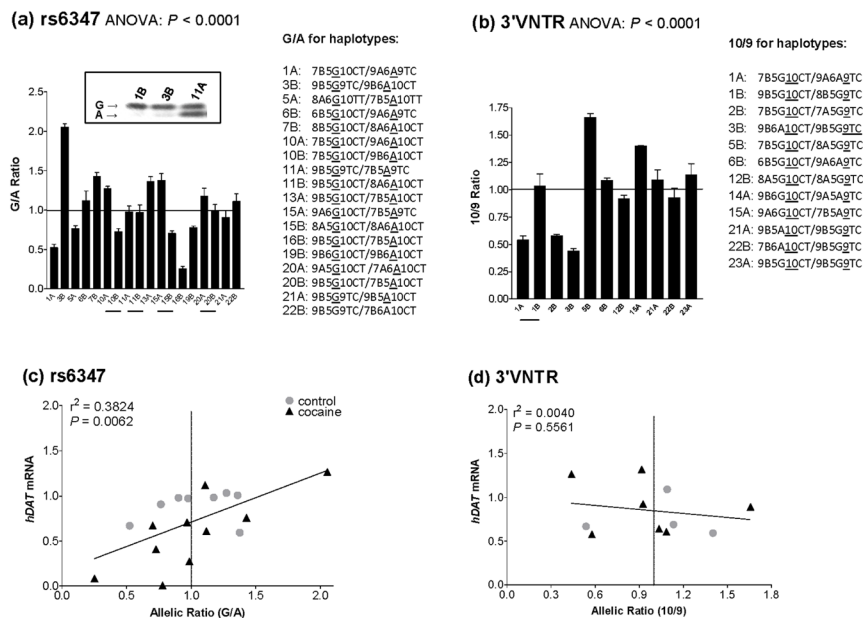 (a) rs6347 ANOVA: P < 0.0001
G/A Ratio
2.5
2.0
1.5
1.0
0.5
0.0
G →
A →
1B 3B 11A
1A 3B 5A 6B 7B 10A 10B 11A 11B 13A 15A 15B 16B 19B 20A 20B 21A 22B
G/A for haplotypes:
1A: 7B5G10CT/9A6A9TC
3B: 9B5G9TC/9B6A10CT
5A: 8A6G10TT/7B5A10TT
6B: 6B5G10CT/9A6A9TC
7B: 8B5G10CT/8A6A10CT
10A: 7B5G10CT/9A6A10CT
10B: 7B5G10CT/9B6A10CT
11A: 9B5G9TC/7B5A9TC
11B: 9B5G10CT/8A6A10CT
13A: 9B5G10CT/7B5A10CT
15A: 9A6G10CT/7B5A9TC
15B: 8A5G10CT/8A6A10CT
16B: 9B5G10CT/7B5A10CT
19B: 9B6G10CT/9B6A10CT
20A: 9A5G10CT /7A6A10CT
20B: 9B5G10CT/7B5A10CT
21A: 9B5G9TC/9B5A10CT
22B: 9B5G9TC/7B6A10CT
(b) 3'VNTR ANOVA: P < 0.0001
10/9 Ratio
1.75
1.50
1.25
1.00
0.75
0.50
0.25
0.00
1A 1B 2B 3B 5B 6B 12B 15A 21A 22B 23A
10/9 for haplotypes:
1A: 7B5G10CT/9A6A9TC
1B: 9B5G10CT/8B5G9TC
2B: 7B5G10CT/7A5G9TC
3B: 9B6A10CT/9B5G9TC
5B: 7B5G10CT/8A5G9TC
6B: 6B5G10CT/9A6A9TC
12B: 8A5G10CT/8A5G9TC
14A: 9B6G10CT/9A5A9TC
15A: 9A6G10CT/7B5A9TC
21A: 9B5A10CT/9B5G9TC
22B: 7B6A10CT/9B5G9TC
23A: 9B5G10CT/9B5G9TC
(c) rs6347
r2 = 0.3824
P = 0.0062
control
cocaine
hDAT mRNA
2.0
1.5
1.0
0.5
0.0
0.0 0.5 1.0 1.5 2.0
Allelic Ratio (G/A)
(d) 3'VNTR
r2 = 0.0040
P = 0.5561
hDAT mRNA
2.0
1.5
1.0
0.5
0.0
0.0 0.3 0.6 0.9 1.2 1.5 1.8
Allelic Ratio (10/9)